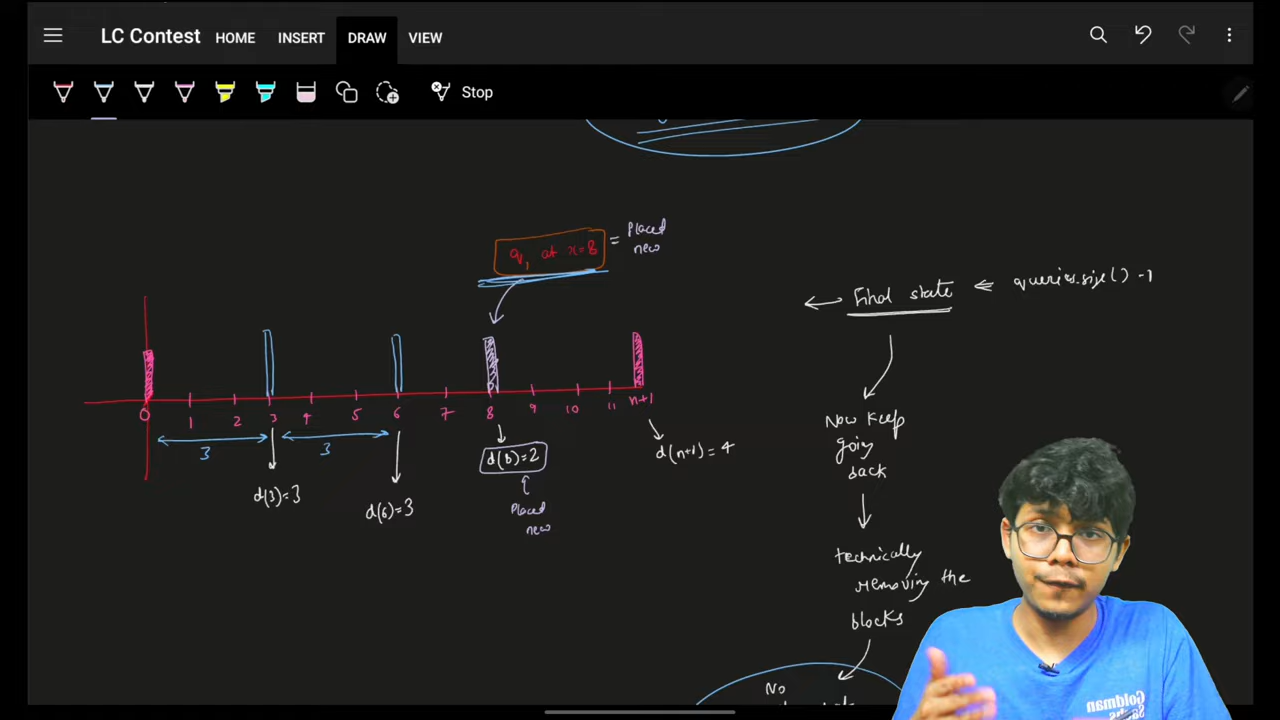 LC Contest HOME INSERT DRAW VIEW
Stop
q1 at x=8
= Placed
new
Final state ⇐ queries.size() -1
0 1 2 3 4 5 6 7 8 9 10 11 n+1
3 3
d(3)=3
d(6)=3
d(8)=2
Placed
new
d(n+1)=4
Now keep
going
back
technically
removing the
blocks
No
Goldman